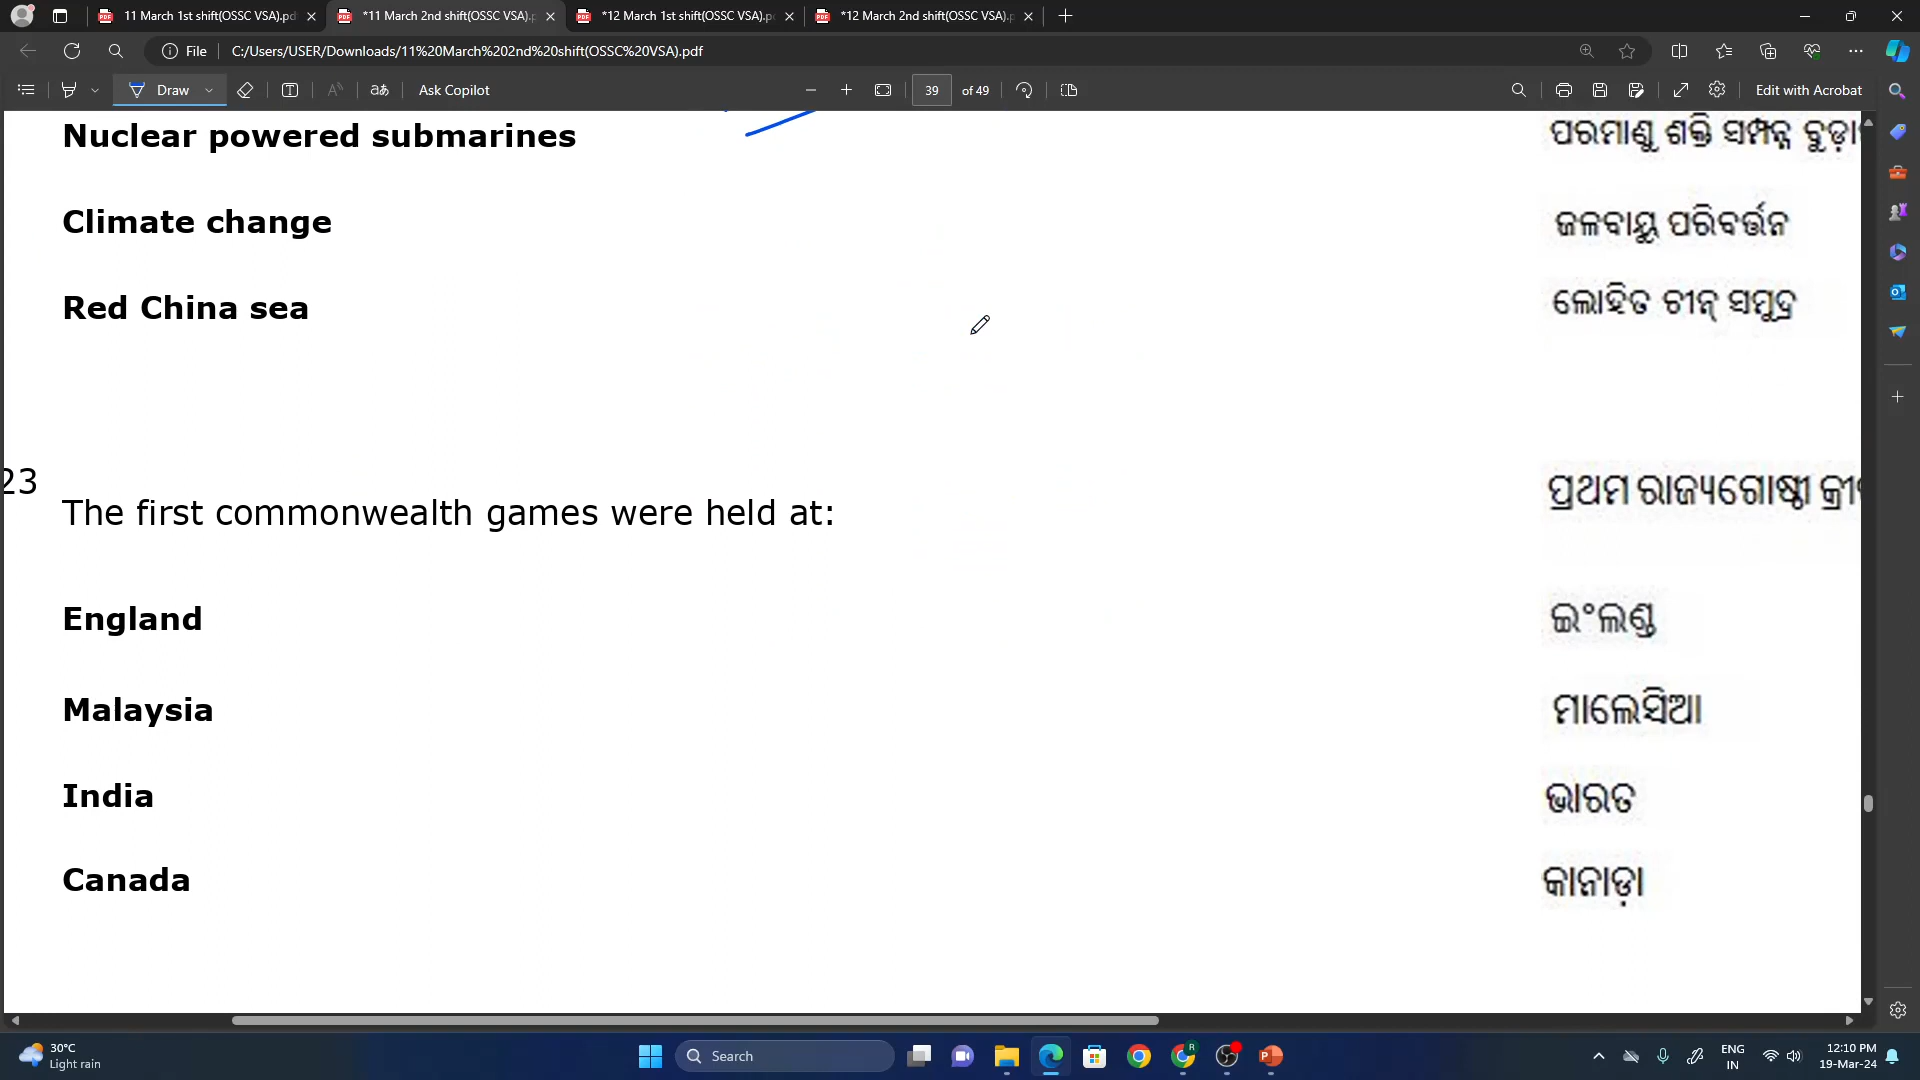 11 March 1st shift(OSSC VSA).pd
*11 March 2nd shift(OSSC VSA).p
*12 March 1st shift(OSSC VSA).p
*12 March 2nd shift(OSSC VSA).p
File
C:/Users/USER/Downloads/11%20March%202nd%20shift(OSSC%20VSA).pdf
Draw
Ask Copilot
39 of 49
Edit with Acrobat
Nuclear powered submarines
ପରମାଣୁ ଶକ୍ତି ସମ୍ପନ୍ନ
Climate change
ଜଳବାୟୁ ପରିବର୍ତ୍ତନ
Red China sea
ଲୋହିତ ଚୀନ୍ ସମୁଦ୍ର
23
The first commonwealth games were held at:
ପ୍ରଥମ ରାଜ୍ୟଗୋଷ୍ଠୀ
England
ଇଂଲଣ୍ଡ
Malaysia
ମାଲେସିଆ
India
ଭାରତ
Canada
କାନାଡ଼ା
30°C
Light rain
Search
ENG
IN
12:10 PM
19-Mar-24